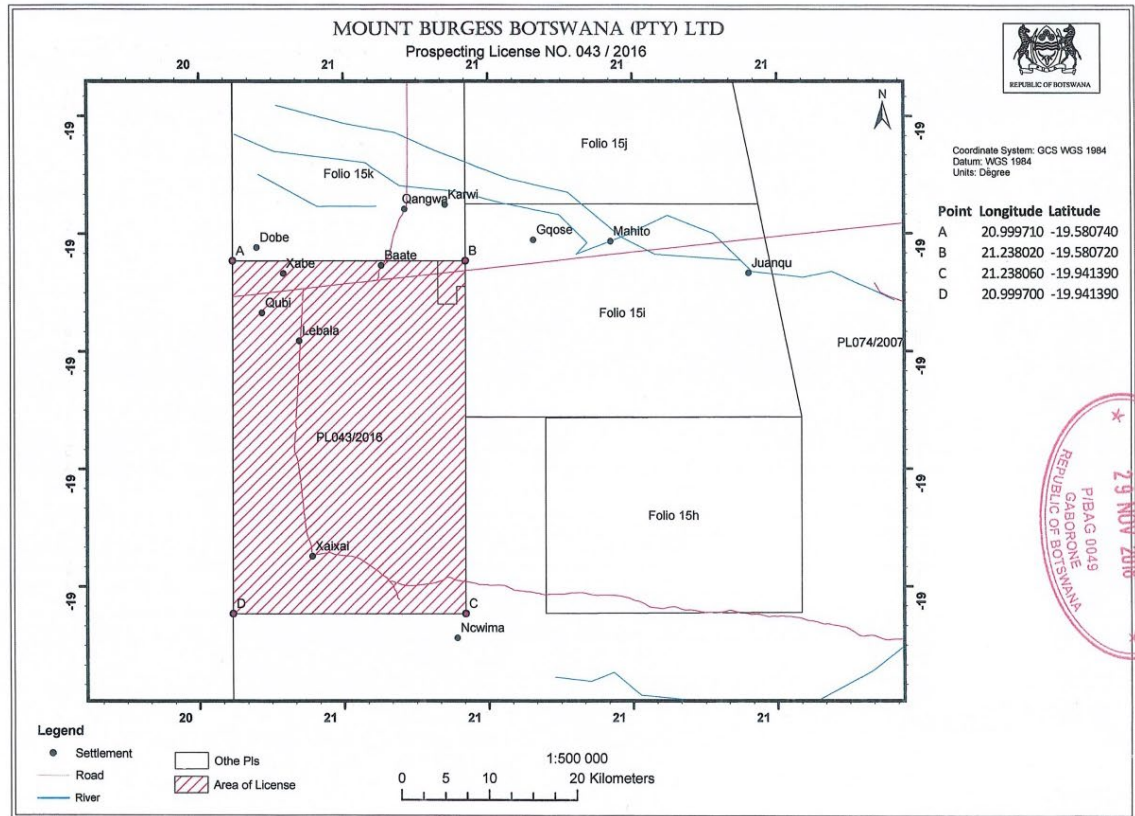 MOUNT BURGESS BOTSWANA (PTY) LTD
Prospecting License NO. 043 / 2016
REPUBLIC OF BOTSWANA
20 21 21 21 21
N
-19 -19
Folio 15j
Coordinate System: GCS WGS 1984
Datum: WGS 1984
Units: Dègree
Folio 15k
Qangwa Karwi
Point Longitude Latitude
A 20.999710 -19.580740
B 21.238020 -19.580720
C 21.238060 -19.941390
D 20.999700 -19.941390
-19 -19
Dobe
Gqose
Mahito
A
B
Xabe
Baate
Juanqu
Qubi
Folio 15i
Lebala
-19 -19
PL074/2007
PL043/2016
-19 -19
Folio 15h
Xaixai
-19 -19
D
C
Ncwima
20 21 21 21 21
REPUBLIC OF BOTSWANA
GABORONE
P/BAG 0049
29 NOV 2016
Legend
Settlement
Road
River
Othe Pls
Area of License
1:500 000
0 5 10 20 Kilometers